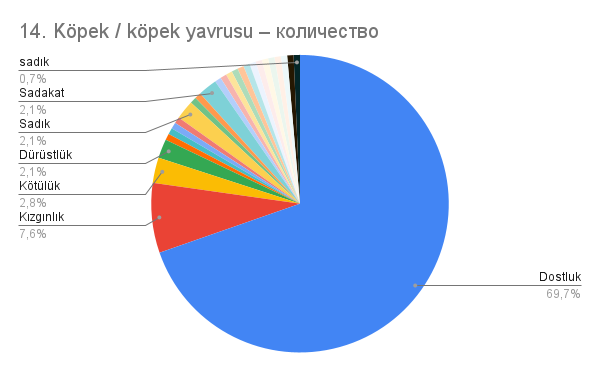 14. Köpek / köpek yavrusu – количество
sadık
0,7%
Sadakat
2,1%
Sadık
2,1%
Dürüstlük
2,1%
Kötülük
2,8%
Kızgınlık
7,6%
Dostluk
69,7%